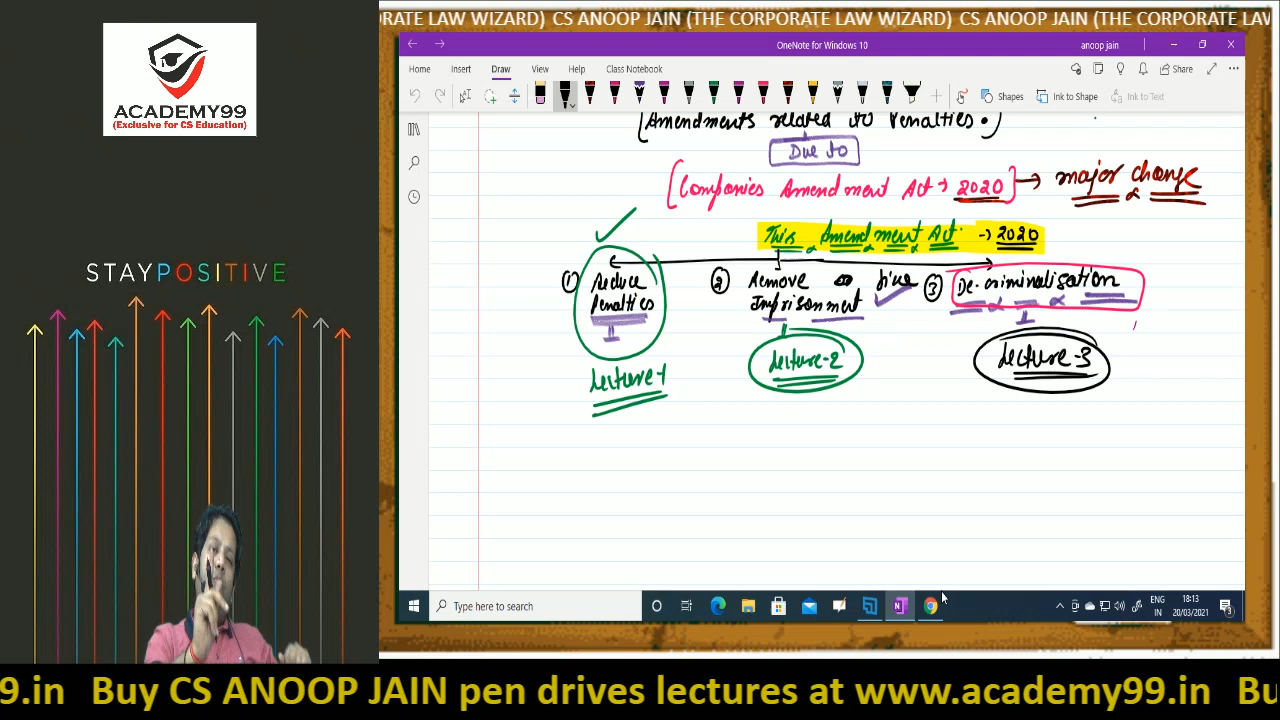 RATE LAW WIZARD) CS ANOOP JAIN (THE CORPORATE LAW WIZARD) CS ANOOP JAIN (THE CORPORATE LAW
ACADEMY99
(Exclusive for CS Education)
STAYPOSITIVE
OneNote for Windows 10
anoop jain
Home Insert Draw View Help Class Notebook
Share
Shapes Ink to Shape Ink to Text
[Amendments related to Penalties.]
Due to
[Companies Amendment Act → 2020] → major change
This Amendment Act. → 2020
① Reduce Penalties
② Remove or fine Imprisonment
③ De-criminalisation
Lecture-1
Lecture-2
Lecture-3
Type here to search
ENG
IN
18:13
20/03/2021
3
9.in Buy CS ANOOP JAIN pen drives lectures at www.academy99.in Bu